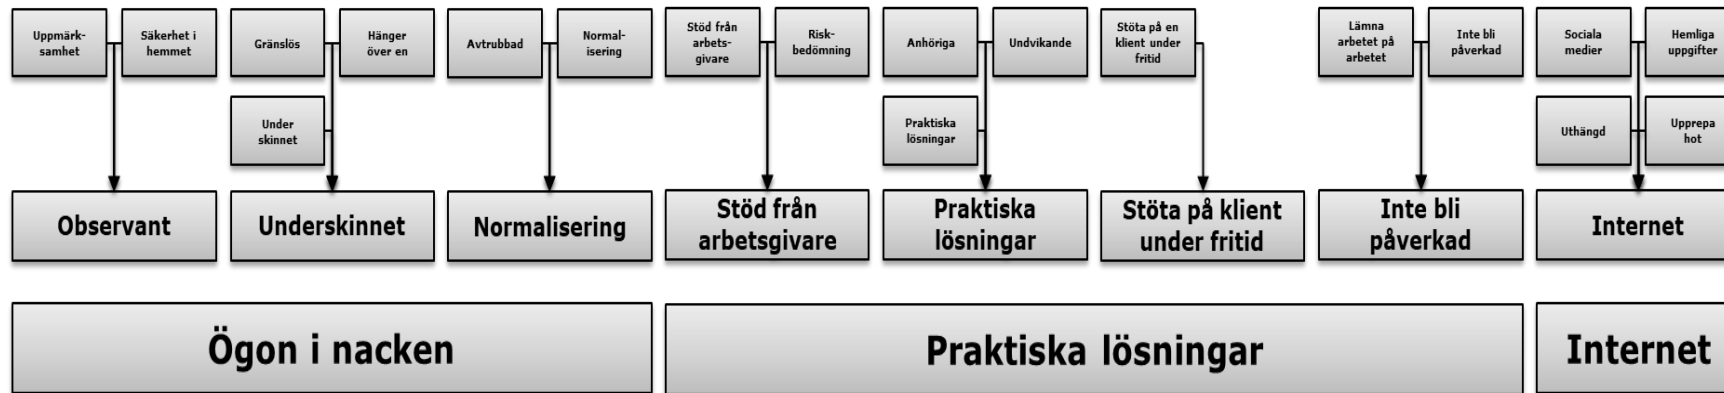 Uppmärk-
samhet
Säkerhet i
hemmet
Gränslös
Hänger
över en
Avtrubbad
Normal-
isering
Stöd från
arbets-
givare
Risk-
bedömning
Anhöriga
Undvikande
Stöta på en
klient under
fritid
Lämna
arbetet på
arbetet
Inte bli
påverkad
Sociala
medier
Hemliga
uppgifter
Under
skinnet
Praktiska
lösningar
Uthängd
Upprepa
hot
Observant
Underskinnet
Normalisering
Stöd från
arbetsgivare
Praktiska
lösningar
Stöta på klient
under fritid
Inte bli
påverkad
Internet
Ögon i nacken
Praktiska lösningar
Internet